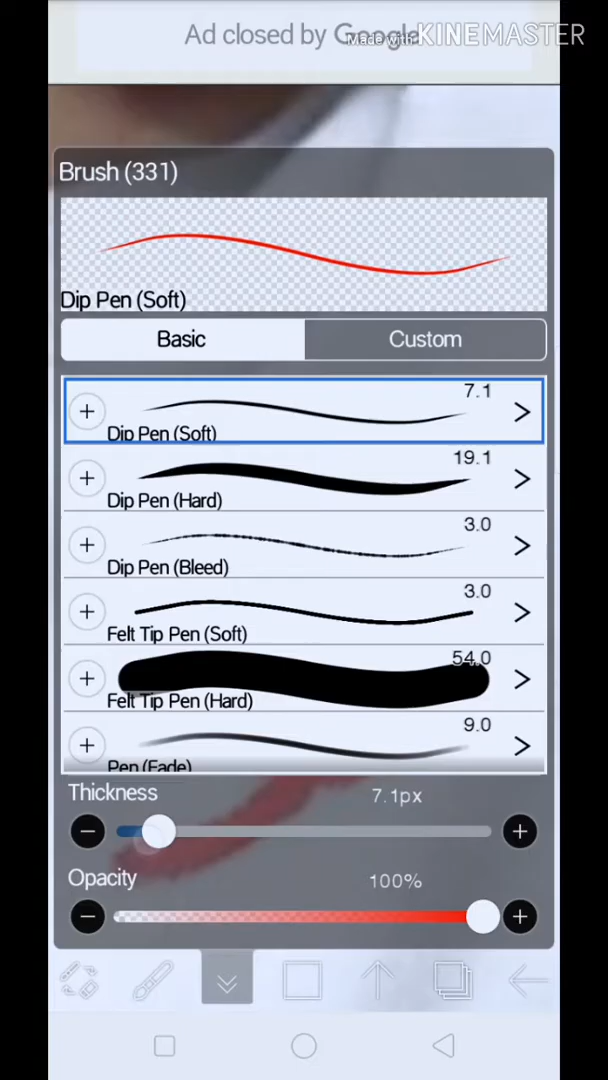 Ad closed by Google
Made with KINEMASTER
Brush (331)
Dip Pen (Soft)
Basic
Custom
7.1
Dip Pen (Soft)
19.1
Dip Pen (Hard)
3.0
Dip Pen (Bleed)
3.0
Felt Tip Pen (Soft)
54.0
Felt Tip Pen (Hard)
9.0
Pen (Fade)
Thickness
7.1px
Opacity
100%